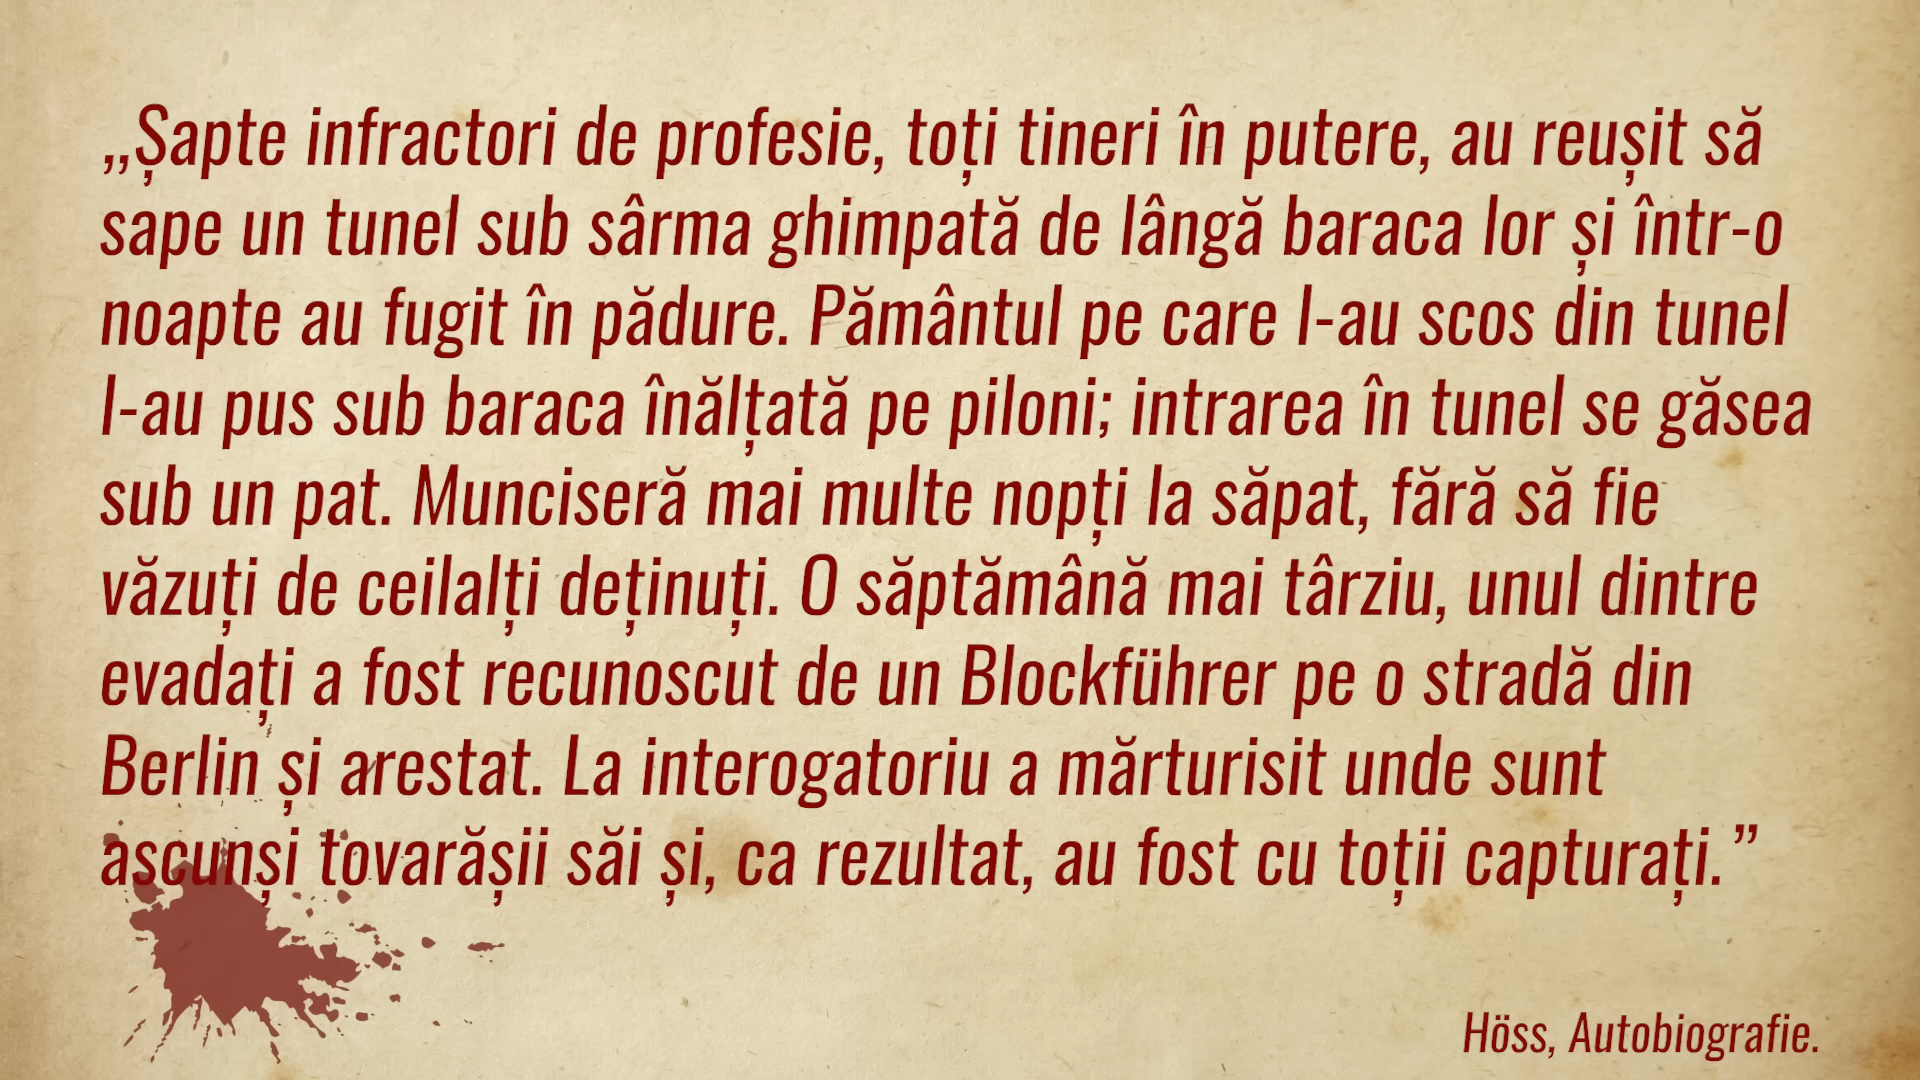 „Șapte infractori de profesie, toți tineri în putere, au reușit să
sape un tunel sub sârma ghimpată de lângă baraca lor și într-o
noapte au fugit în pădure. Pământul pe care l-au scos din tunel
l-au pus sub baraca înălțată pe piloni; intrarea în tunel se găsea
sub un pat. Munciseră mai multe nopți la săpat, fără să fie
văzuți de ceilalți deținuți. O săptămână mai târziu, unul dintre
evadați a fost recunoscut de un Blockführer pe o stradă din
Berlin și arestat. La interogatoriu a mărturisit unde sunt
ascunși tovarășii săi și, ca rezultat, au fost cu toții capturați.”
Höss, Autobiografie.